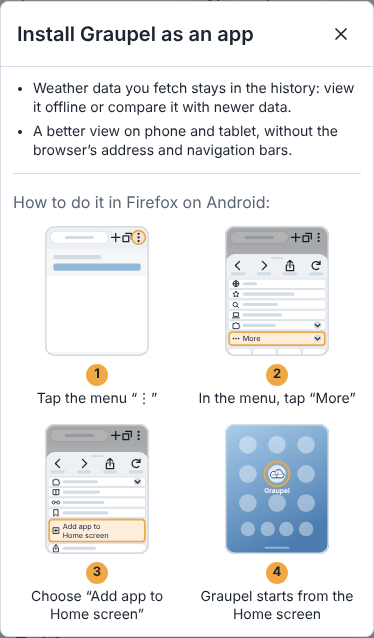 Install Graupel as an app
• Weather data you fetch stays in the history: view
it offline or compare it with newer data.
• A better view on phone and tablet, without the
browser’s address and navigation bars.
How to do it in Firefox on Android:
1
Tap the menu “⋮”
More
2
In the menu, tap “More”
Add app to
Home screen
3
Choose “Add app to
Home screen”
Graupel
4
Graupel starts from the
Home screen